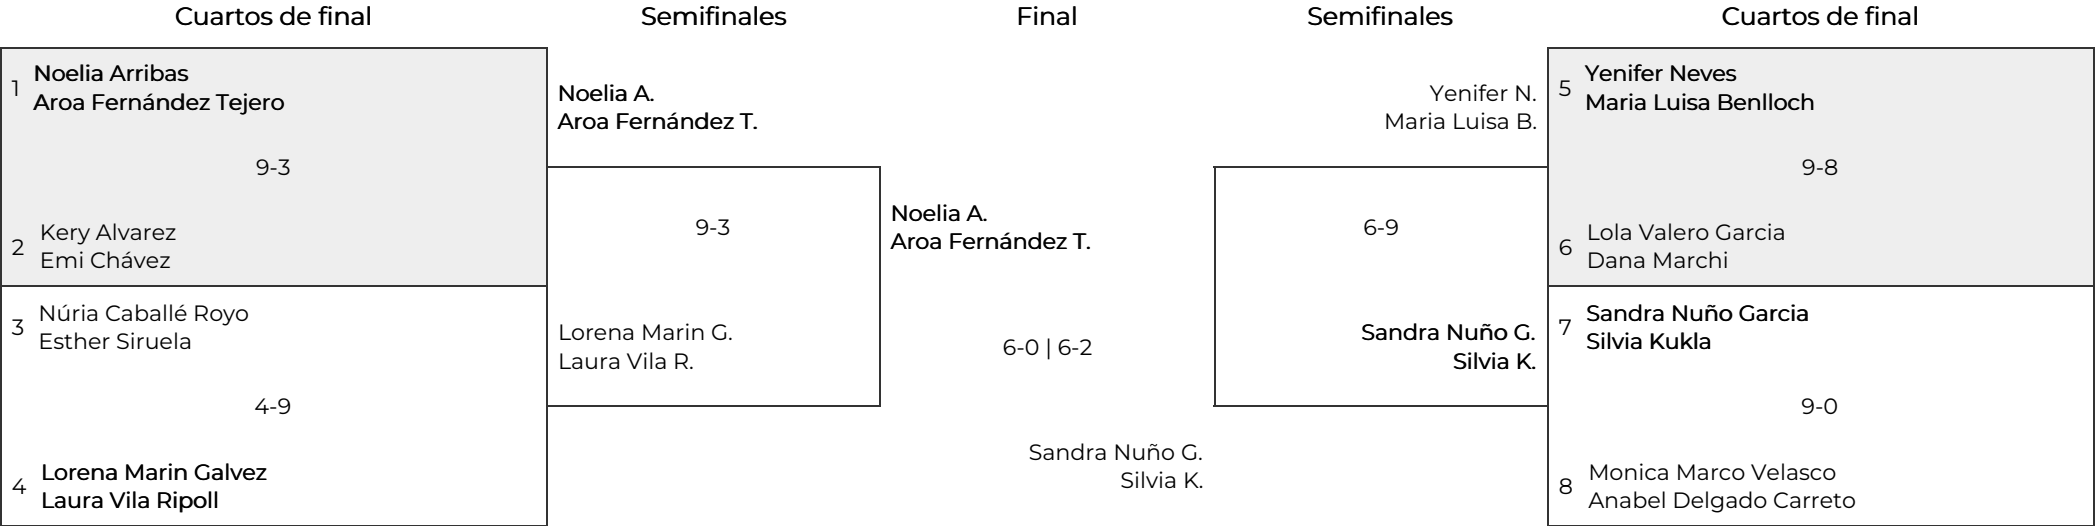 Cuartos de final
Semifinales
Final
Semifinales
Cuartos de final
1
Noelia Arribas
Aroa Fernández Tejero
9-3
2
Kery Alvarez
Emi Chávez
3
Núria Caballé Royo
Esther Siruela
4-9
4
Lorena Marin Galvez
Laura Vila Ripoll
Noelia A.
Aroa Fernández T.
9-3
Lorena Marin G.
Laura Vila R.
Noelia A.
Aroa Fernández T.
6-0 | 6-2
Sandra Nuño G.
Silvia K.
Yenifer N.
Maria Luisa B.
6-9
Sandra Nuño G.
Silvia K.
5
Yenifer Neves
Maria Luisa Benlloch
9-8
6
Lola Valero Garcia
Dana Marchi
7
Sandra Nuño Garcia
Silvia Kukla
9-0
8
Monica Marco Velasco
Anabel Delgado Carreto